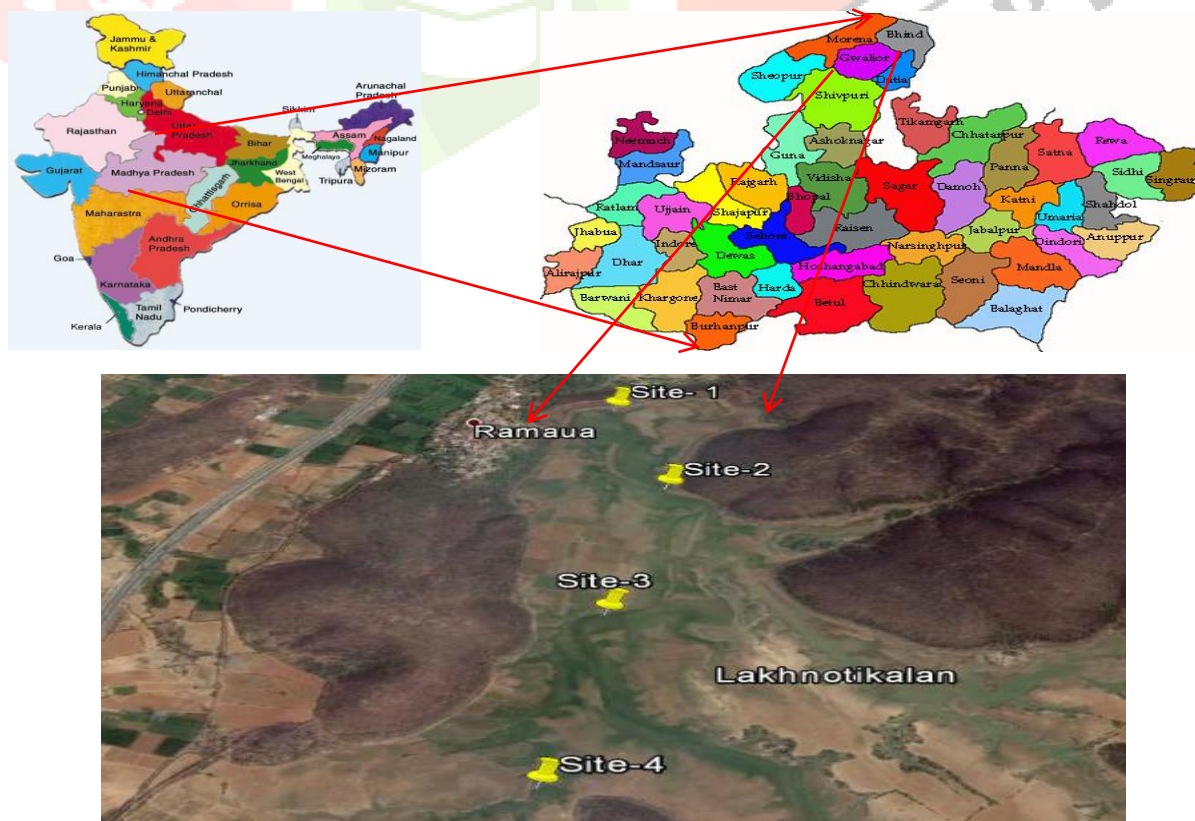 Jammu &
Kashmir
Himanchal Pradesh
Punjab
Uttaranchal
Haryana
Delhi
Arunachal
Pradesh
Sikkim
Rajasthan
Uttar
Pradesh
Bihar
Assam
Nagaland
Meghalaya
Manipur
Gujarat
Madhya Pradesh
Jharkhand
West
Bengal
Tripura
Mizoram
Chhattisgarh
Maharastra
Orrisa
Andhra
Pradesh
Goa
Karnataka
Tamil
Nadu
Pondicherry
Kerala
Morena
Bhind
Gwalior
Datia
Sheopur
Shivpuri
Tikamgarh
Chhatarpur
Neemuch
Mandsaur
Guna
Ashoknagar
Panna
Satna
Rewa
Sidhi
Singrauli
Rajgarh
Vidisha
Sagar
Damoh
Katni
Umaria
Shahdol
Ratlam
Ujjain
Shajapur
Bhopal
Raisen
Jabalpur
Dindori
Anuppur
Jhabua
Indore
Sehore
Narsinghpur
Alirajpur
Dhar
Dewas
Hoshangabad
Mandla
Barwani
Khargone
East
Nimar
Harda
Betul
Chhindwara
Seoni
Balaghat
Burhanpur
Site- 1
Ramaua
Site-2
Site-3
Lakhnotikalan
Site-4